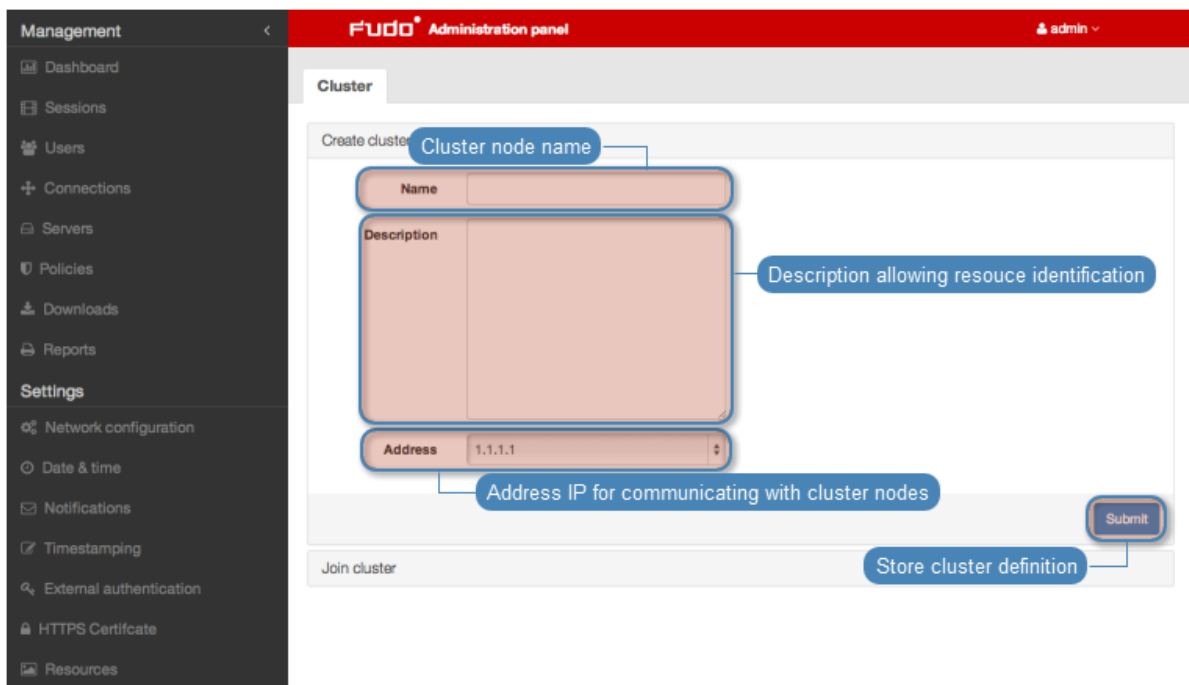 Management
FUDO Administration panel
admin
Dashboard
Sessions
Users
Connections
Servers
Policies
Downloads
Reports
Settings
Network configuration
Date & time
Notifications
Timestamping
External authentication
HTTPS Certifcate
Resources
Cluster
Create cluster
Cluster node name
Name
Description
Description allowing resouce identification
Address 1.1.1.1
Address IP for communicating with cluster nodes
Submit
Store cluster definition
Join cluster